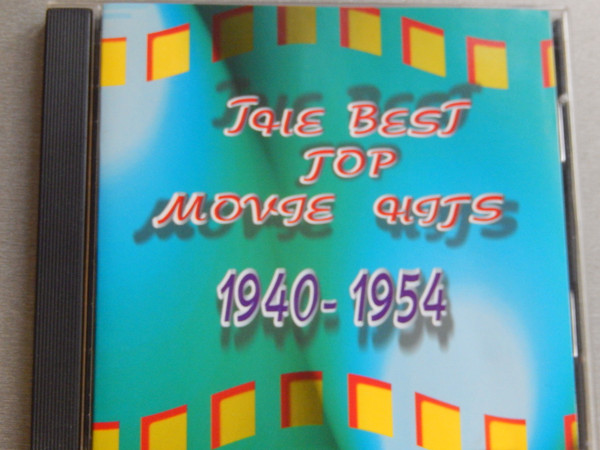 THE BEST
TOP
MOVIE HITS
1940-1954